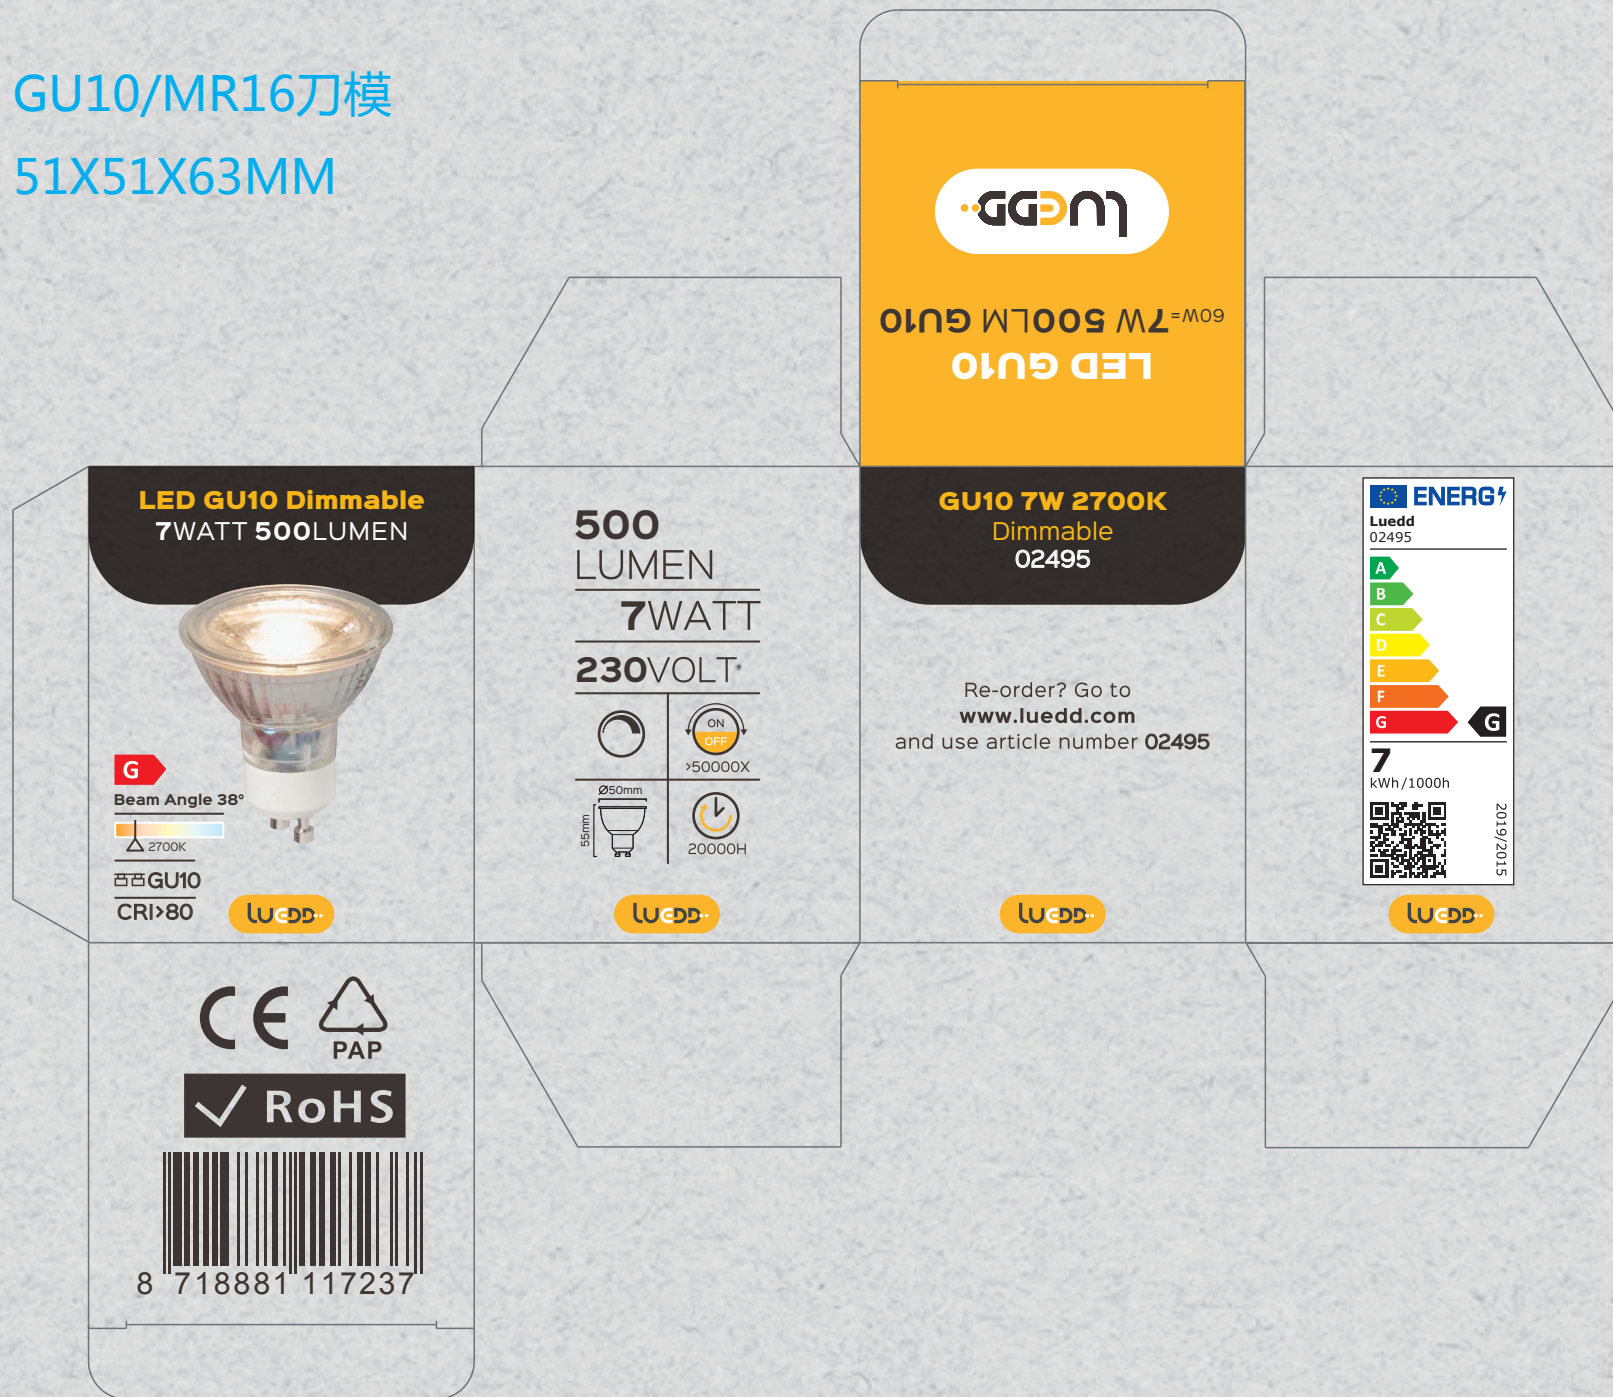 GU10/MR16刀模
51X51X63MM
LUEDD
60W=7W 500LM GU10
LED GU10
LED GU10 Dimmable
7WATT 500LUMEN
G
Beam Angle 38°
2700K
GU10
CRI>80
LUEDD
500
LUMEN
7WATT
230VOLT
ON
OFF
>50000X
Ø50mm
55mm
20000H
LUEDD
GU10 7W 2700K
Dimmable
02495
Re-order? Go to
www.luedd.com
and use article number 02495
LUEDD
ENERG
Luedd
02495
A
B
C
D
E
F
G
G
7
kWh/1000h
2019/2015
LUEDD
CE
PAP
RoHS
8 718881 117237